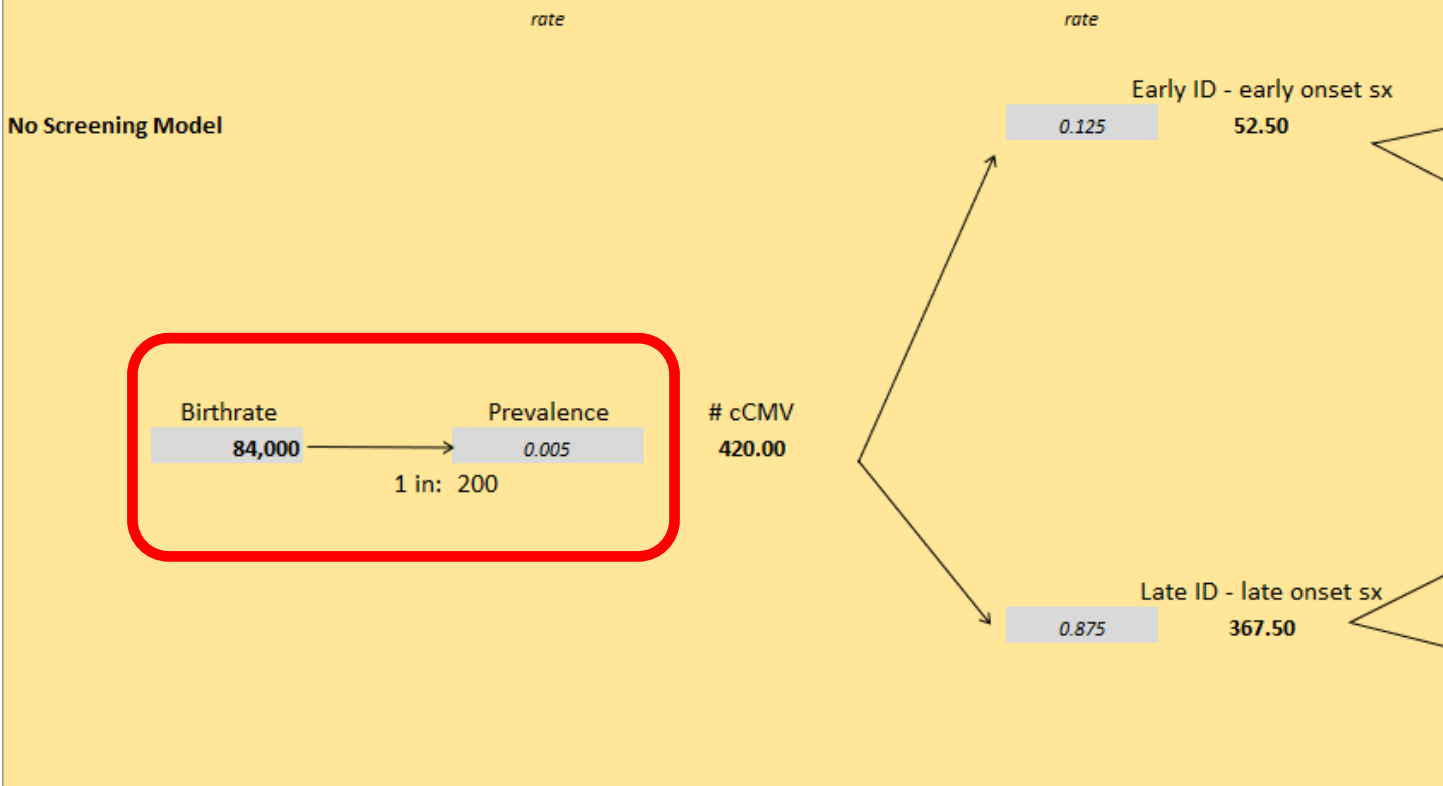 rate rate
Early ID - early onset sx
No Screening Model 0.125 52.50
Birthrate Prevalence # cCMV
84,000 0.005 420.00
1 in: 200
Late ID - late onset sx
0.875 367.50